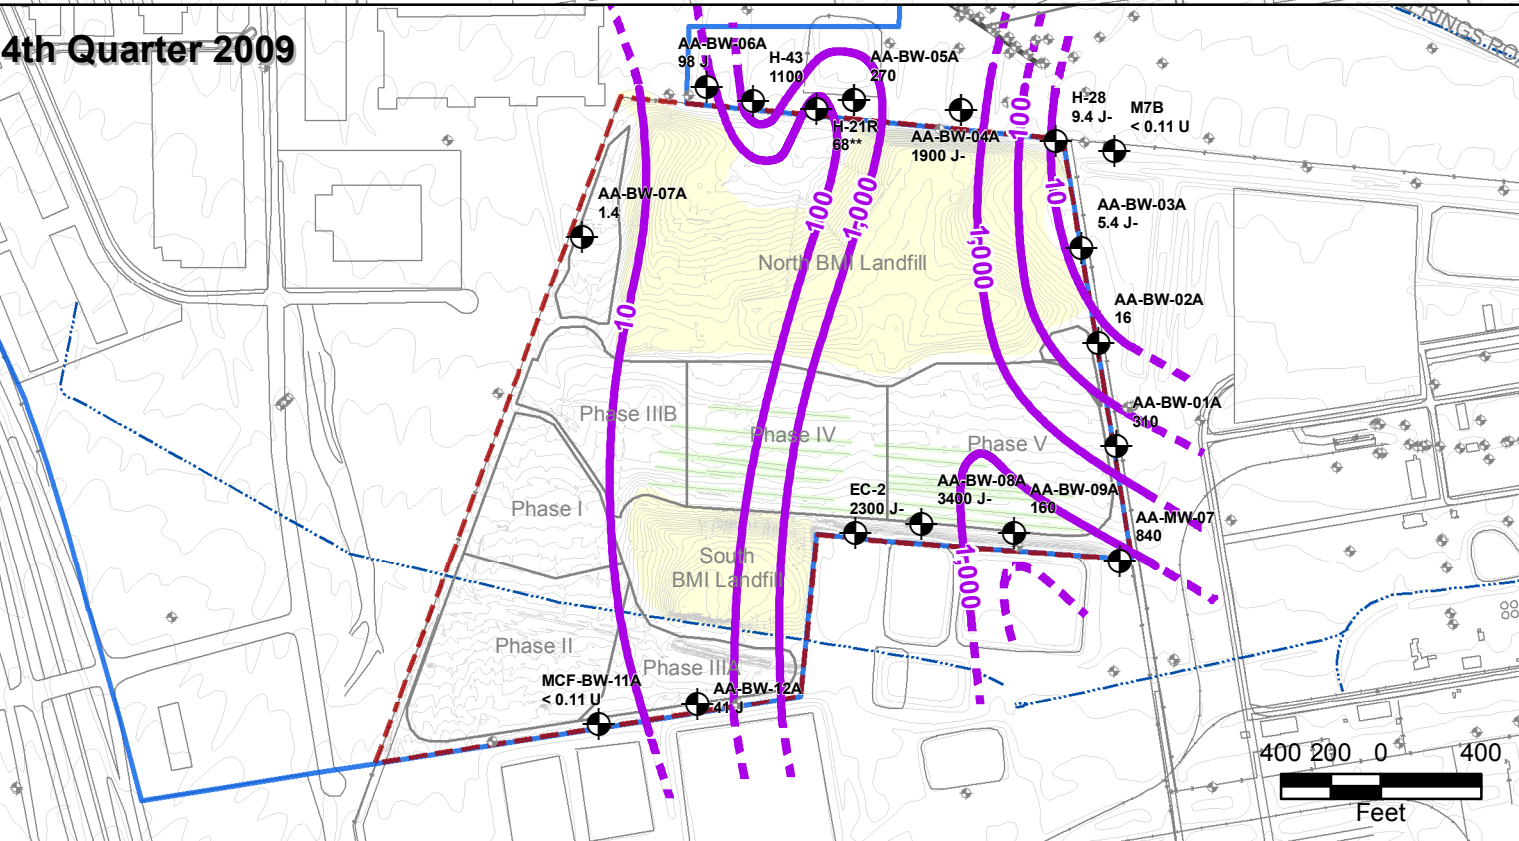 4th Quarter 2009
RINGS RO
AA-BW-06A
98 J
H-43
1100
AA-BW-05A
270
H-21R
68**
AA-BW-04A
1900 J-
H-28
9.4 J-
M7B
< 0.11 U
100
AA-BW-07A
1.4
10
AA-BW-03A
5.4 J-
100
1,000
1,000
North BMI Landfill
AA-BW-02A
16
10
Phase IIIB
Phase IV
Phase V
AA-BW-01A
310
Phase I
EC-2
2300 J-
AA-BW-08A
3400 J-
AA-BW-09A
160
AA-MW-07
840
South
BMI Landfill
1,000
Phase II
Phase IIIA
MCF-BW-11A
< 0.11 U
AA-BW-12A
41 J
400 200 0 400
Feet